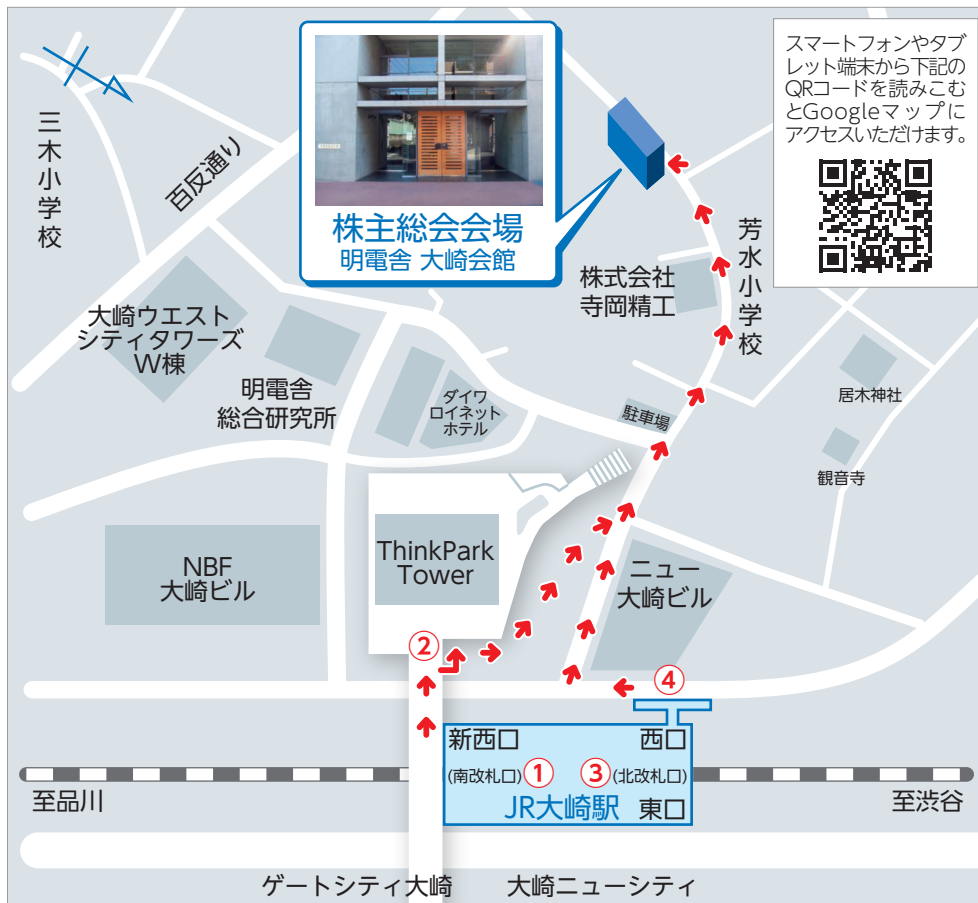 スマートフォンやタブ
レット端末から下記の
QRコードを読みこむ
とGoogleマップに
アクセスいただけます。
三木小学校
百反通り
株主総会会場
明電舎 大崎会館
芳水小学校
株式会社
寺岡精工
大崎ウエスト
シティタワーズ
W棟
明電舎
総合研究所
ダイワ
ロイネット
ホテル
駐車場
居木神社
観音寺
ThinkPark
Tower
NBF
大崎ビル
ニュー
大崎ビル
②
④
新西口
西口
(南改札口)
①
③
(北改札口)
JR大崎駅
東口
至品川
至渋谷
ゲートシティ大崎
大崎ニューシティ